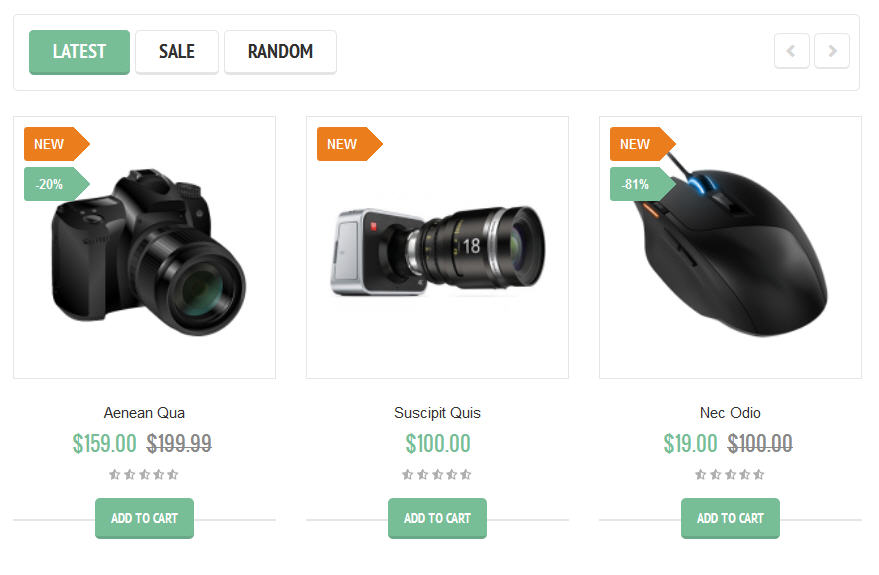 LATEST SALE RANDOM
NEW
-20%
NEW
18
NEW
-81%
Aenean Qua
$159.00 $199.99
ADD TO CART
Suscipit Quis
$100.00
ADD TO CART
Nec Odio
$19.00 $100.00
ADD TO CART